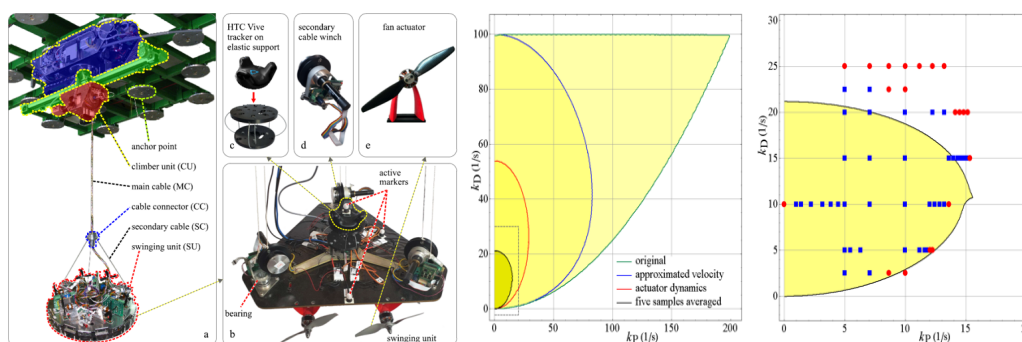 anchor point
climber unit (CU)
main cable (MC)
cable connector (CC)
secondary cable (SC)
swinging unit (SU)
a
HTC Vive
tracker on
elastic support
c
secondary
cable winch
d
fan actuator
e
active
markers
bearing
b
swinging unit
kD (1/s)
100
80
60
40
20
0
0
50
100
150
200
kP (1/s)
original
approximated velocity
actuator dynamics
five samples averaged
kD (1/s)
30
25
20
15
10
5
0
0
5
10
15
kP (1/s)